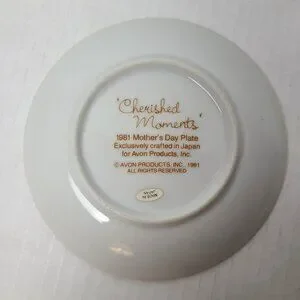 "Cherished
Moments"
1981 Mother's Day Plate
Exclusively crafted in Japan
for Avon Products, Inc.
© AVON PRODUCTS, INC. 1981
ALL RIGHTS RESERVED